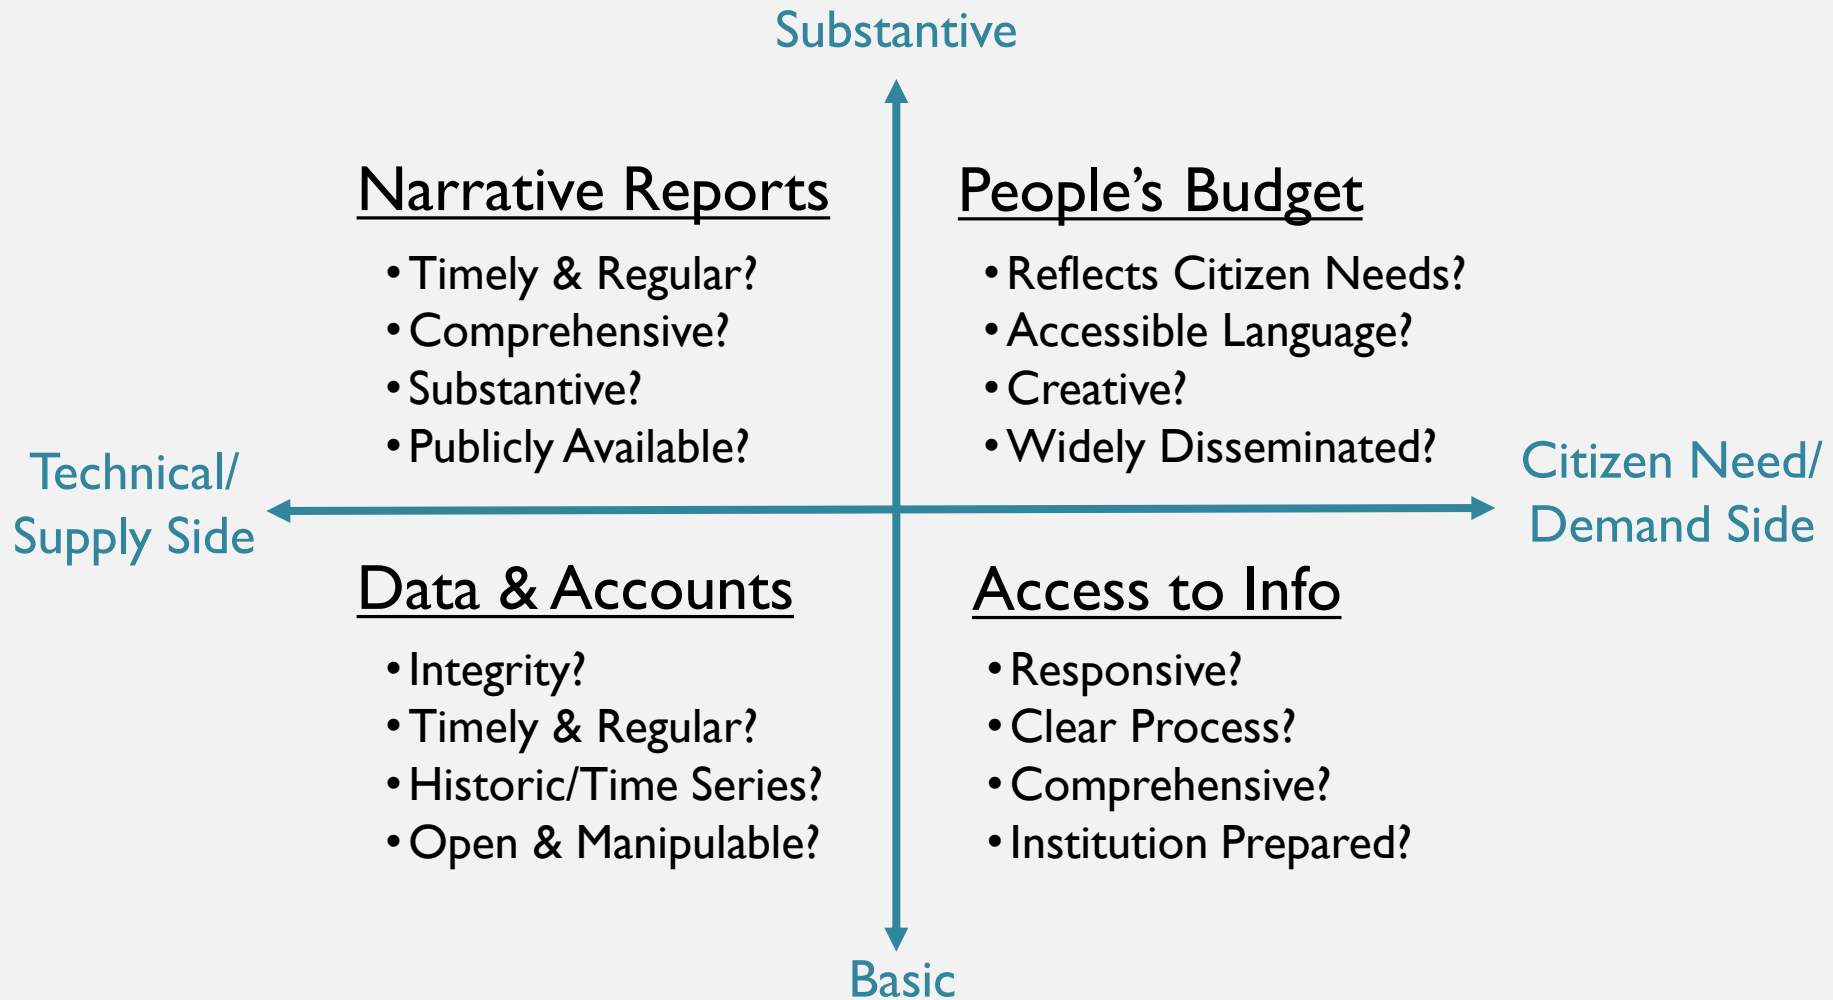 Substantive
Narrative Reports
• Timely & Regular?
• Comprehensive?
• Substantive?
• Publicly Available?
People’s Budget
• Reflects Citizen Needs?
• Accessible Language?
• Creative?
• Widely Disseminated?
Technical/
Supply Side
Citizen Need/
Demand Side
Data & Accounts
• Integrity?
• Timely & Regular?
• Historic/Time Series?
• Open & Manipulable?
Access to Info
• Responsive?
• Clear Process?
• Comprehensive?
• Institution Prepared?
Basic